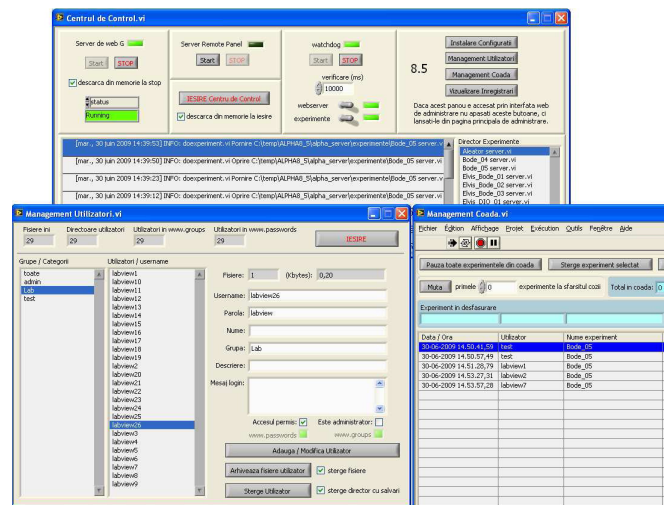 Centrul de Control.vi
Server de web G
Start STOP
descarca din memorie la stop
status
Running
Server Remote Panel
Start STOP
IESIRE Centru de Control
descarca din memorie la iesire
watchdog
Start STOP
verificare (ms)
10000
webserver
experimente
8.5
Instalare Configuratii
Management Utilizatori
Management Coada
Vizualizare Inregistrari
Daca acest panou e accesat prin interfata web
de administrare nu apasati aceste butoane, ci
lansati-le din pagina principala de administrare.
[mar., 30 juin 2009 14:39:53] INFO: doexperiment.vi Oprire C:\temp\ALPHA8_5\alpha_server\experimente\Bode_05 server.v
[mar., 30 juin 2009 14:39:50] INFO: doexperiment.vi Pornire C:\temp\ALPHA8_5\alpha_server\experimente\Bode_05 server.
[mar., 30 juin 2009 14:39:23] INFO: doexperiment.vi Pornire C:\temp\ALPHA8_5\alpha_server\experimente\Bode_05 server.
[mar., 30 juin 2009 14:39:12] INFO: doexperiment.vi Oprire C:\temp\ALPHA8_5\alpha_server\experimente\Bode_05 server.vi
Director Experimente
Aleator server.vi
Bode_04 server.vi
Bode_05 server.vi
Elvis_Bode_01 server.vi
Elvis_Bode_02 server.vi
Elvis_Bode_03 server.vi
Elvis_DIO_01 server.vi
Management Utilizatori.vi
Fisere ini
29
Directoare utilizatori
29
Utilizatori in www.groups
29
Utilizatori in www.passwords
29
IESIRE
Grupe / Categorii
toate
admin
Lab
test
Utilizatori / username
labview1
labview10
labview11
labview12
labview13
labview14
labview15
labview16
labview17
labview18
labview19
labview2
labview20
labview21
labview22
labview23
labview24
labview25
labview26
labview3
labview4
labview5
labview6
labview7
labview8
labview9
Fisiere: 1 (Kbytes): 0,20
Username: labview26
Parola: labview
Nume:
Grupa: Lab
Descriere:
Mesaj login:
Accesul permis: Este administrator:
www.passwords www.groups
Adauga / Modifica Utilizator
Arhiveaza fisiere utilizator sterge fisiere
Sterge Utilizator sterge director cu salvari
Management Coada.vi
Fichier Édition Affichage Projet Exécution Outils Fenêtre Aide
Pauza toate experimentele din coada Sterge experiment selectat
Muta primele 0 experimente la sfarsitul cozii Total in coada: 0
Experiment in desfasurare
Data / Ora Utilizator Nume experiment
30-06-2009 14.50.41,59 test Bode_05
30-06-2009 14.50.57,49 test Bode_05
30-06-2009 14.51.28,79 labview1 Bode_05
30-06-2009 14.53.27,31 labview2 Bode_05
30-06-2009 14.53.57,28 labview7 Bode_05